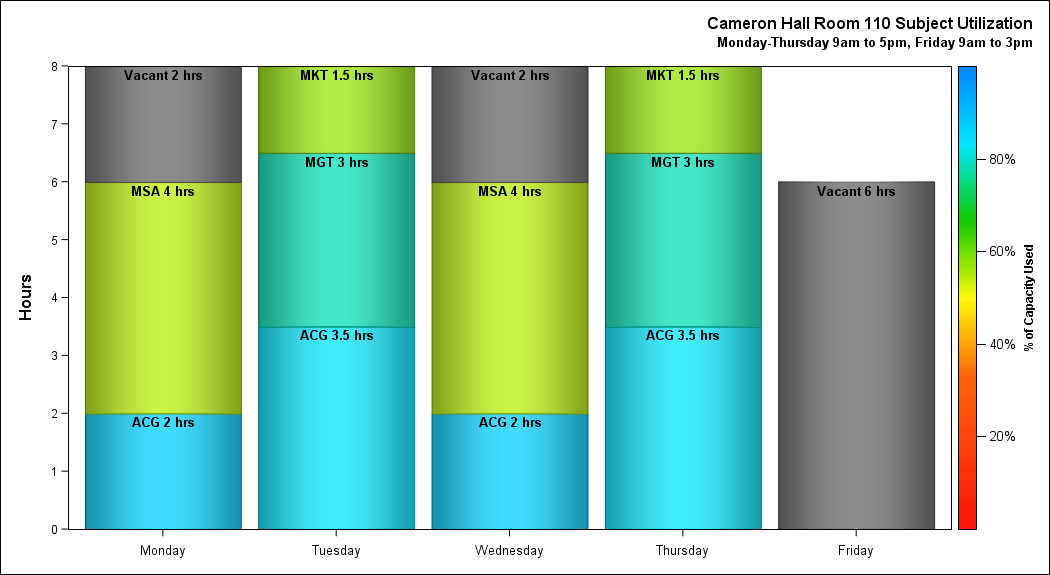 Cameron Hall Room 110 Subject Utilization
Monday-Thursday 9am to 5pm, Friday 9am to 3pm
Hours
8
7
6
5
4
3
2
1
0
Vacant 2 hrs
MSA 4 hrs
ACG 2 hrs
MKT 1.5 hrs
MGT 3 hrs
ACG 3.5 hrs
Vacant 2 hrs
MSA 4 hrs
ACG 2 hrs
MKT 1.5 hrs
MGT 3 hrs
ACG 3.5 hrs
Vacant 6 hrs
Monday
Tuesday
Wednesday
Thursday
Friday
80%
60%
40%
20%
% of Capacity Used